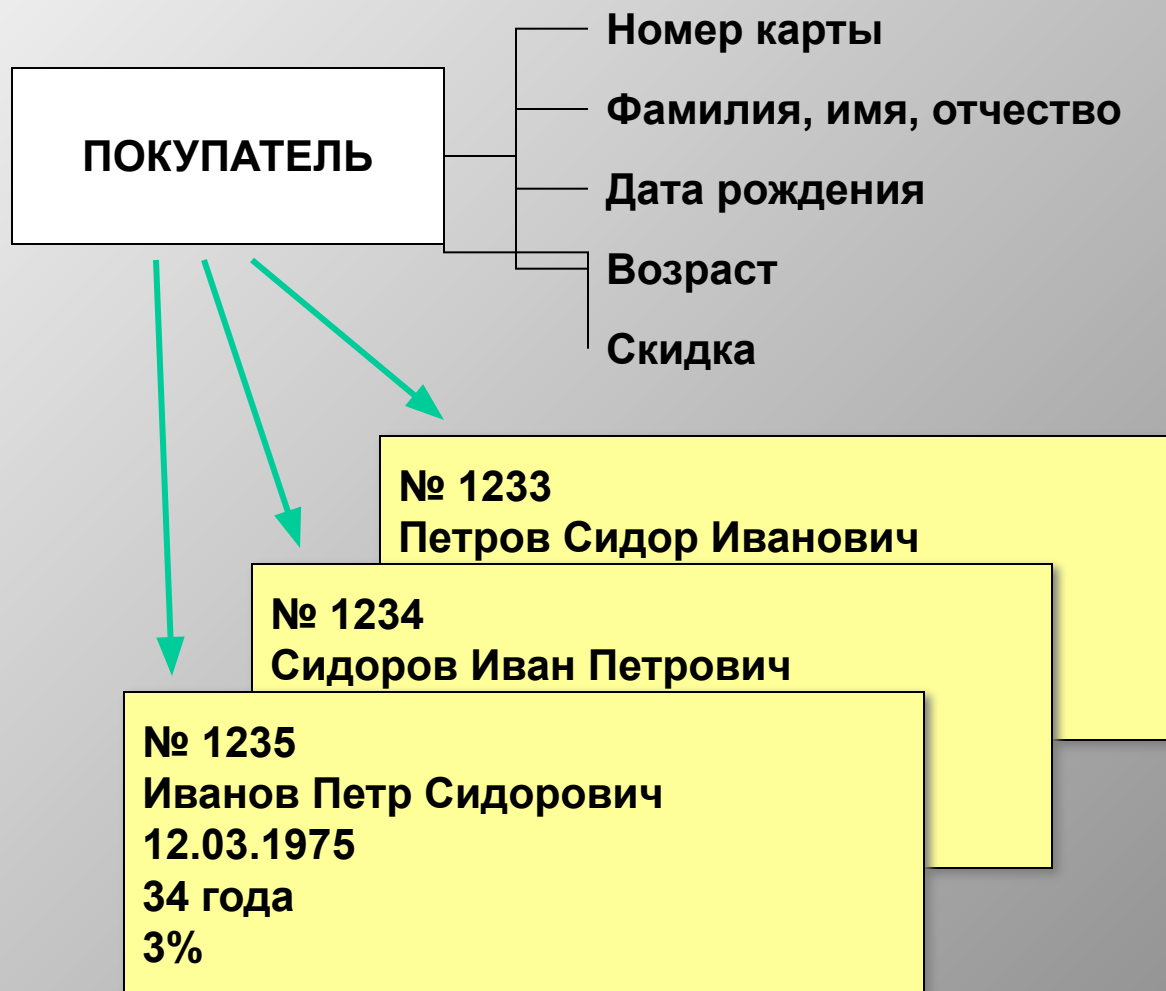 Номер карты
Фамилия, имя, отчество
ПОКУПАТЕЛЬ
Дата рождения
Возраст
Скидка
№ 1233
Петров Сидор Иванович
№ 1234
Сидоров Иван Петрович
№ 1235
Иванов Петр Сидорович
12.03.1975
34 года
3%